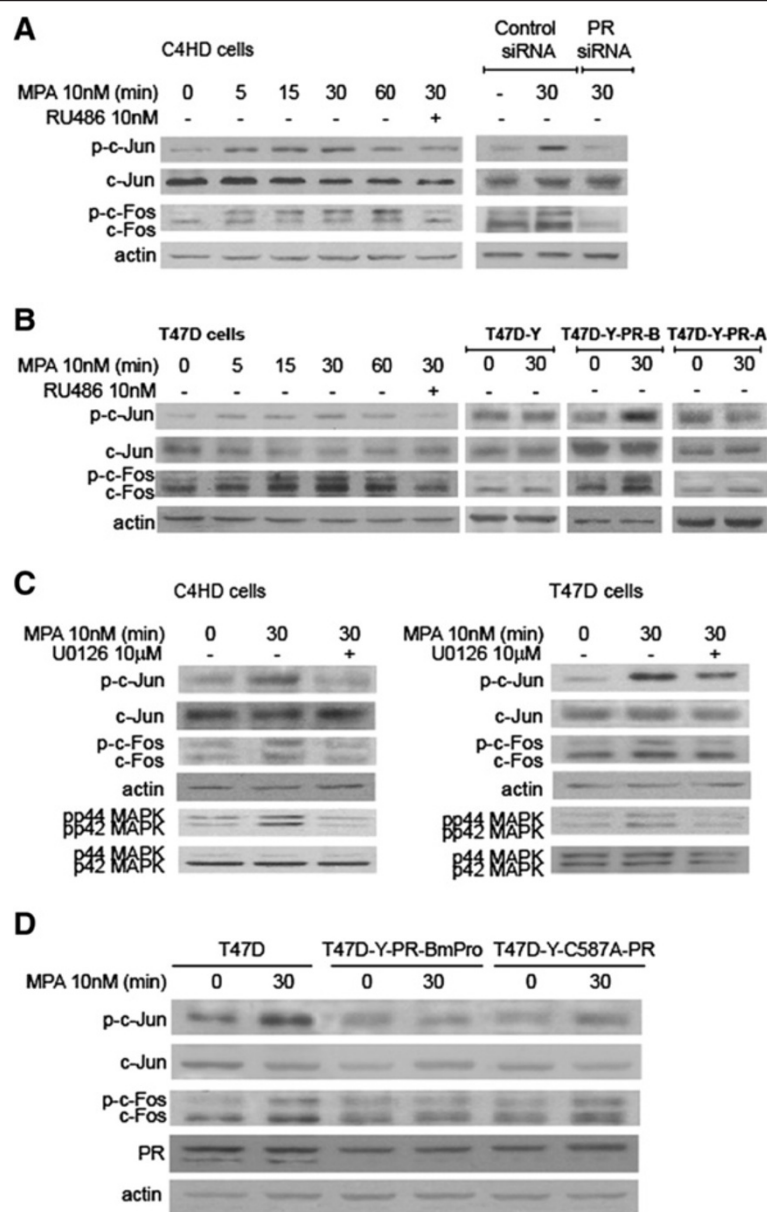 A
C4HD cells
Control siRNA
PR siRNA
MPA 10nM (min) 0 5 15 30 60 30 - 30 30
RU486 10nM - - - - - + - - -
p-c-Jun
c-Jun
p-c-Fos
c-Fos
actin
B
T47D cells T47D-Y T47D-Y-PR-B T47D-Y-PR-A
MPA 10nM (min) 0 5 15 30 60 30 0 30 0 30 0 30
RU486 10nM - - - - - + - - - - - -
p-c-Jun
c-Jun
p-c-Fos
c-Fos
actin
C
C4HD cells
MPA 10nM (min) 0 30 30
U0126 10μM - - +
p-c-Jun
c-Jun
p-c-Fos
c-Fos
actin
pp44 MAPK
pp42 MAPK
p44 MAPK
p42 MAPK
T47D cells
MPA 10nM (min) 0 30 30
U0126 10μM - - +
p-c-Jun
c-Jun
p-c-Fos
c-Fos
actin
pp44 MAPK
pp42 MAPK
p44 MAPK
p42 MAPK
D
T47D T47D-Y-PR-BmPro T47D-Y-C587A-PR
MPA 10nM (min) 0 30 0 30 0 30
p-c-Jun
c-Jun
p-c-Fos
c-Fos
PR
actin